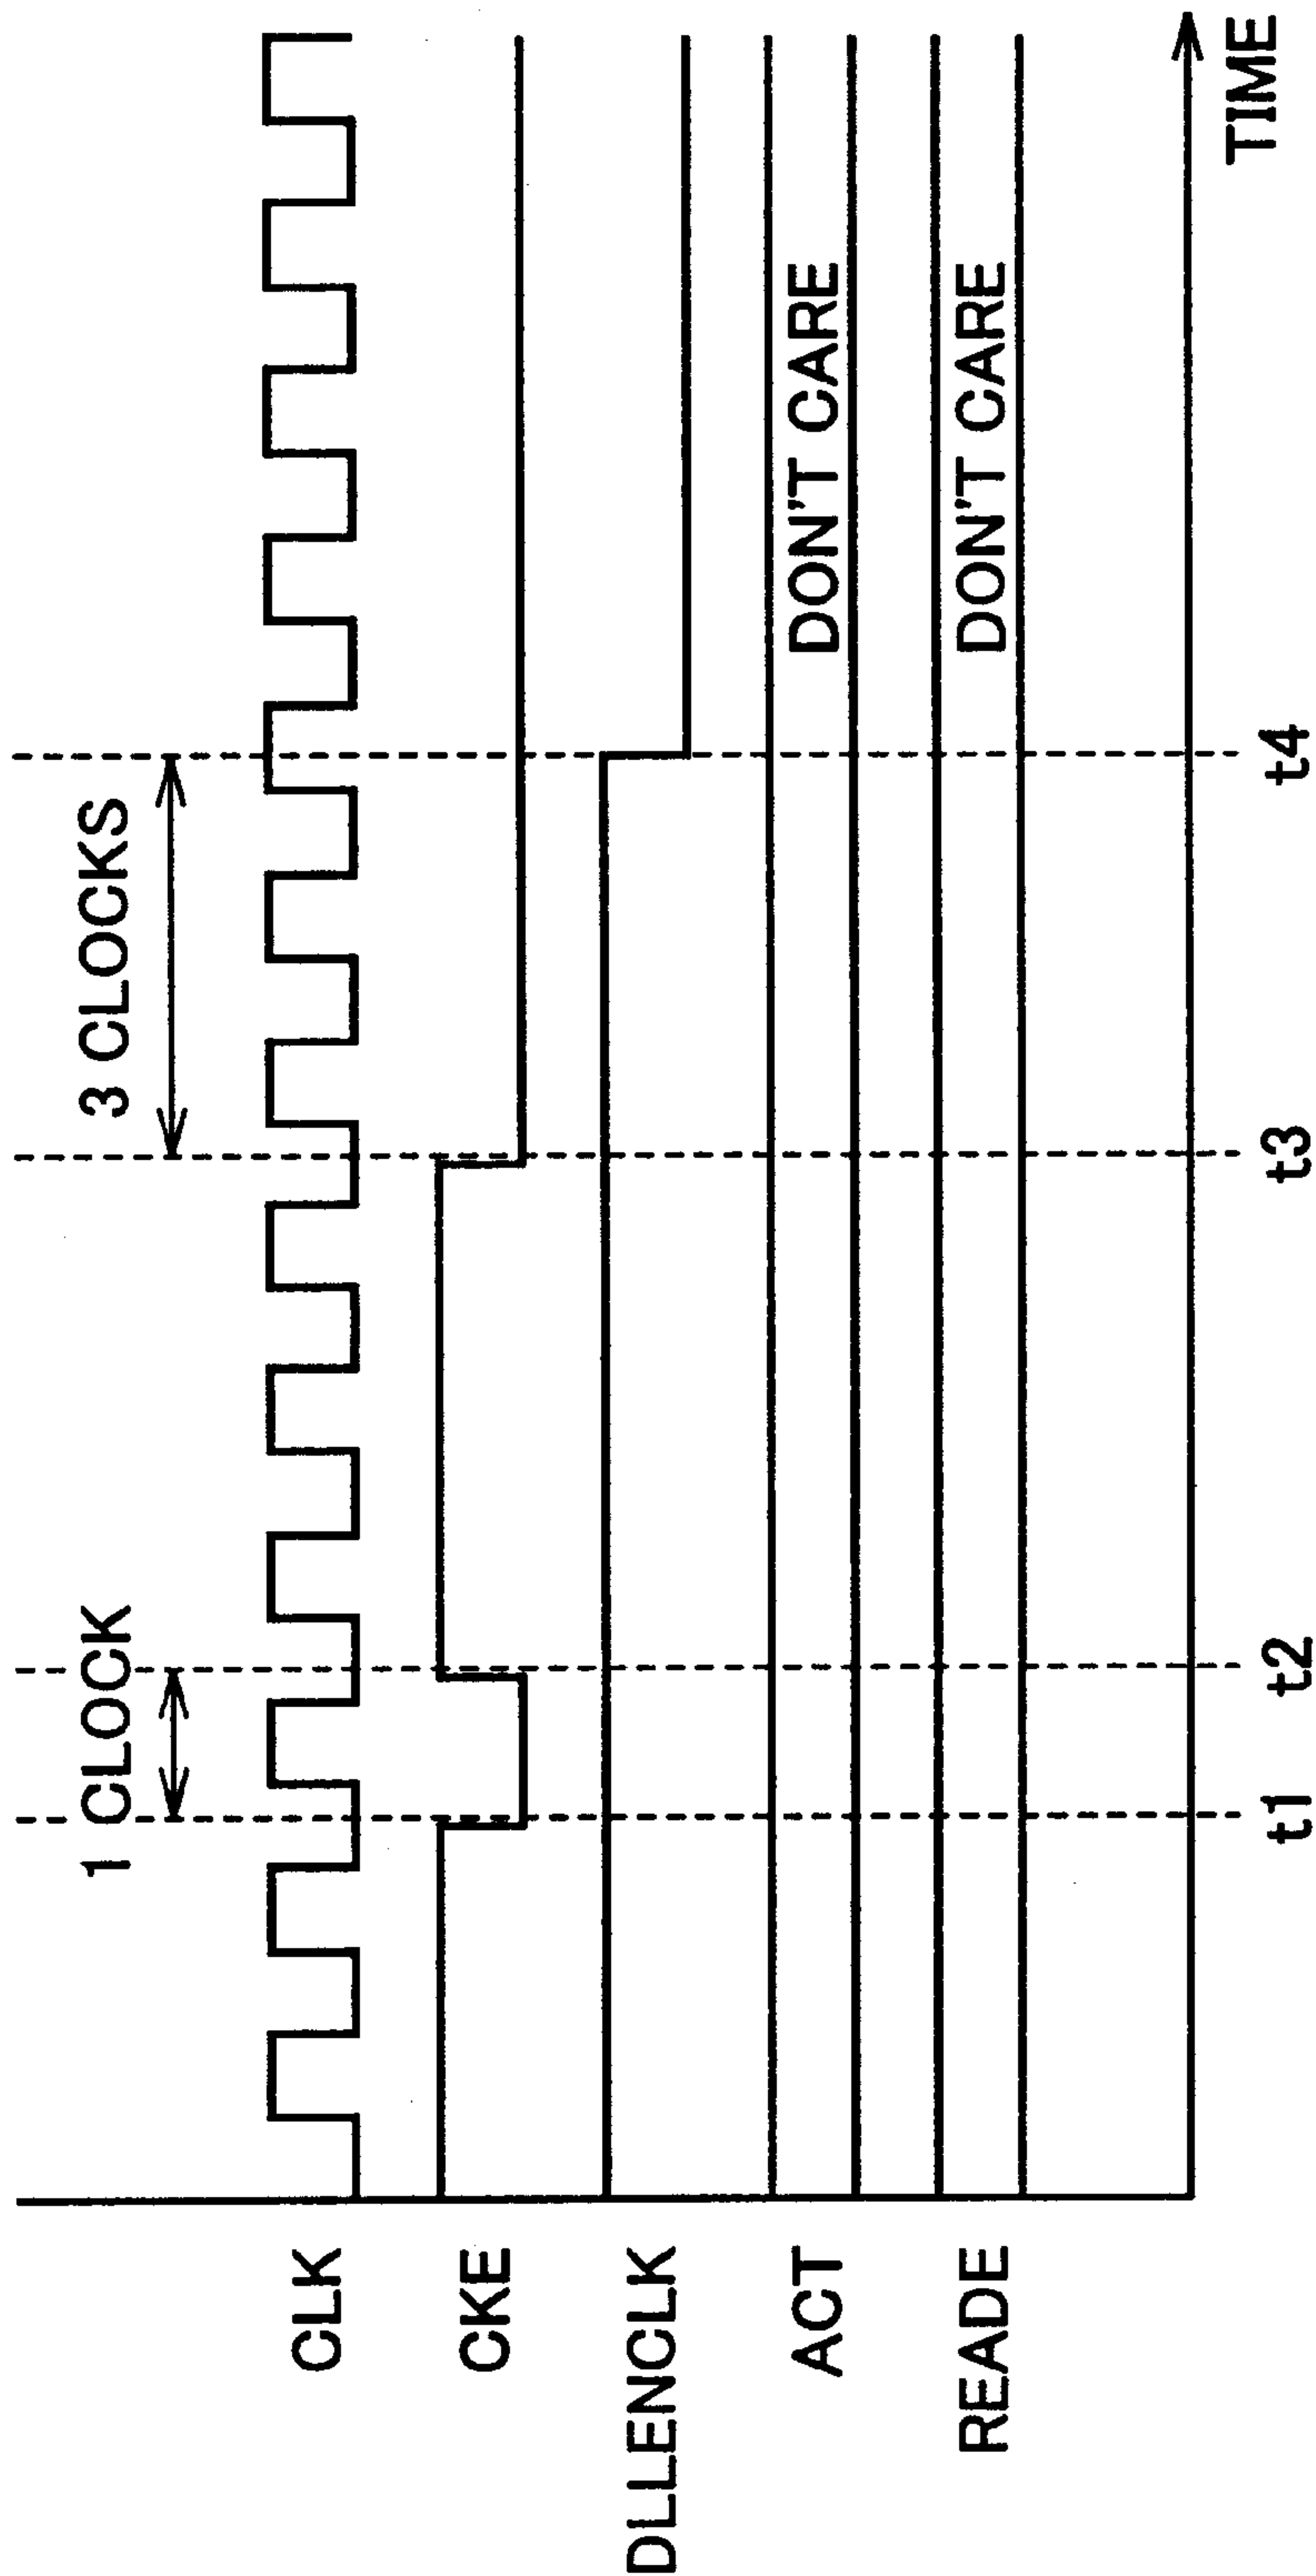 1 CLOCK
3 CLOCKS
CLK
CKE
DLLENCLK
ACT
DON'T CARE
READE
DON'T CARE
t1
t2
t3
t4
TIME